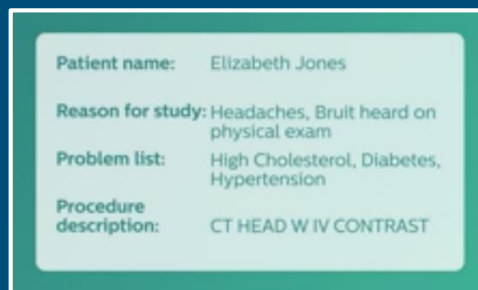 Patient name: Elizabeth Jones
Reason for study: Headaches, Bruit heard on
physical exam
Problem list: High Cholesterol, Diabetes,
Hypertension
Procedure
description: CT HEAD W IV CONTRAST